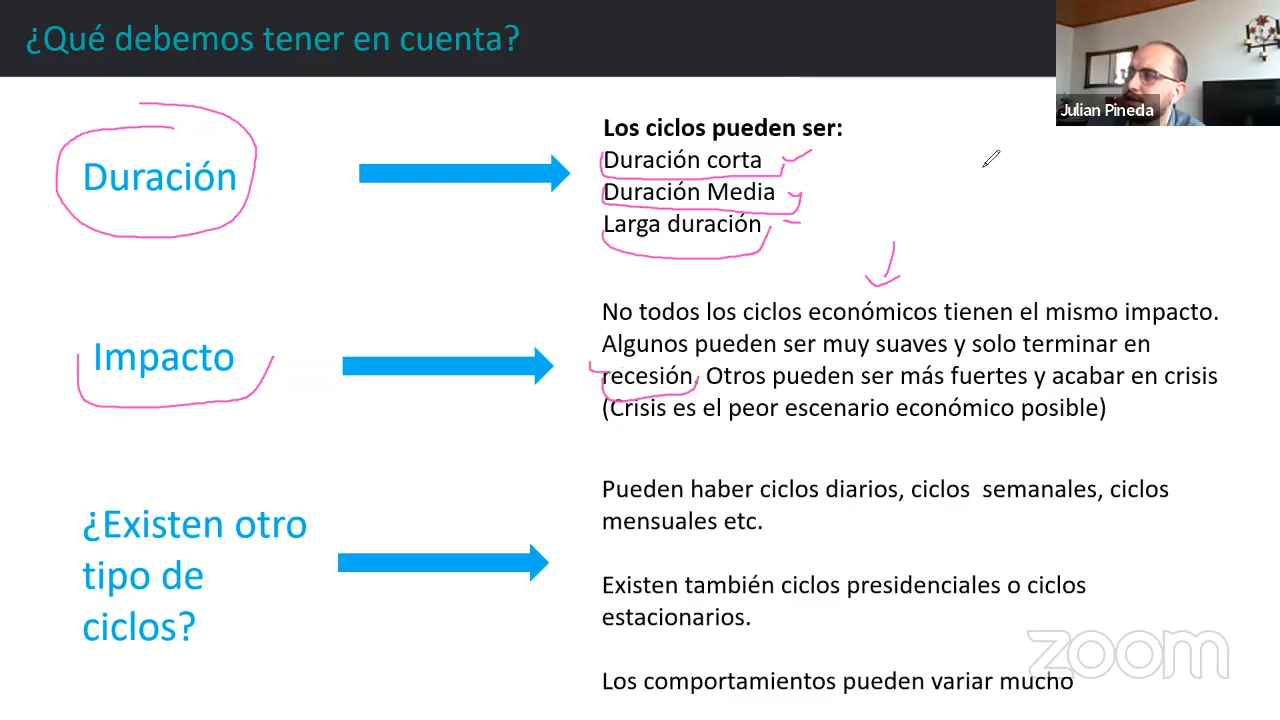 ¿Qué debemos tener en cuenta?
Julian Pineda
Duración
Los ciclos pueden ser:
Duración corta
Duración Media
Larga duración
Impacto
No todos los ciclos económicos tienen el mismo impacto.
Algunos pueden ser muy suaves y solo terminar en
recesión. Otros pueden ser más fuertes y acabar en crisis
(Crisis es el peor escenario económico posible)
¿Existen otro
tipo de
ciclos?
Pueden haber ciclos diarios, ciclos  semanales, ciclos
mensuales etc.
Existen también ciclos presidenciales o ciclos
estacionarios.
Los comportamientos pueden variar mucho
zoom